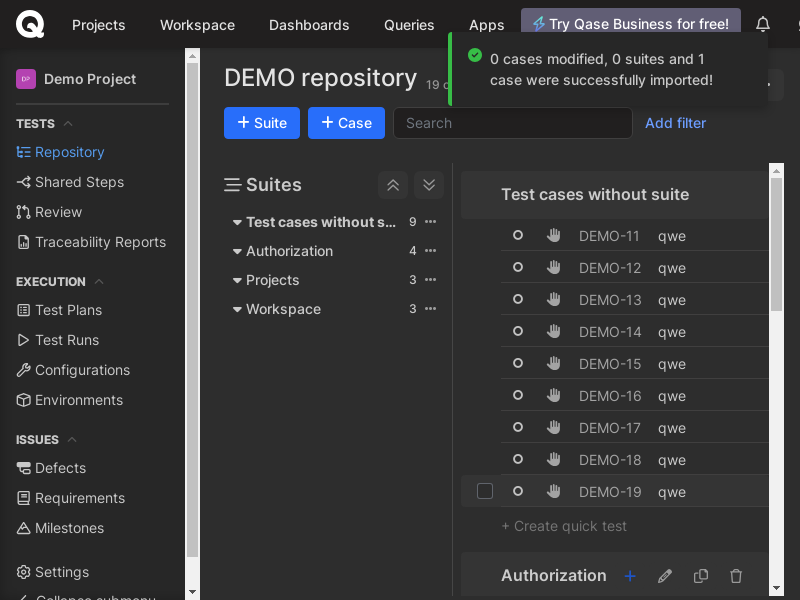 Projects Workspace Dashboards Queries Apps Try Qase Business for free!
0 cases modified, 0 suites and 1
case were successfully imported!
DP Demo Project
TESTS
Repository
Shared Steps
Review
Traceability Reports
EXECUTION
Test Plans
Test Runs
Configurations
Environments
ISSUES
Defects
Requirements
Milestones
Settings
Collapse submenu
DEMO repository 19 c
+ Suite + Case Search Add filter
Suites
Test cases without s... 9
Authorization 4
Projects 3
Workspace 3
Test cases without suite
DEMO-11 qwe
DEMO-12 qwe
DEMO-13 qwe
DEMO-14 qwe
DEMO-15 qwe
DEMO-16 qwe
DEMO-17 qwe
DEMO-18 qwe
DEMO-19 qwe
+ Create quick test
Authorization